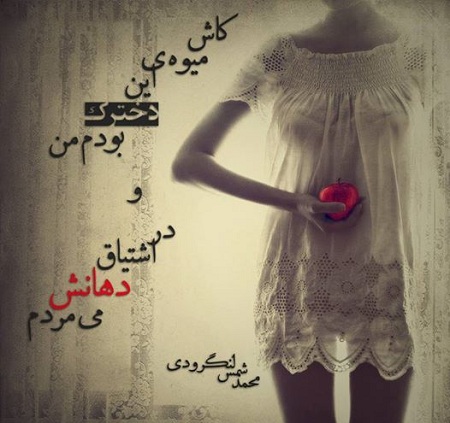 کاش
میوه‌ی
این
دخترک
بودم من
و
در
اشتیاق
دهانش
می مردم
محمد شمس لنگرودی